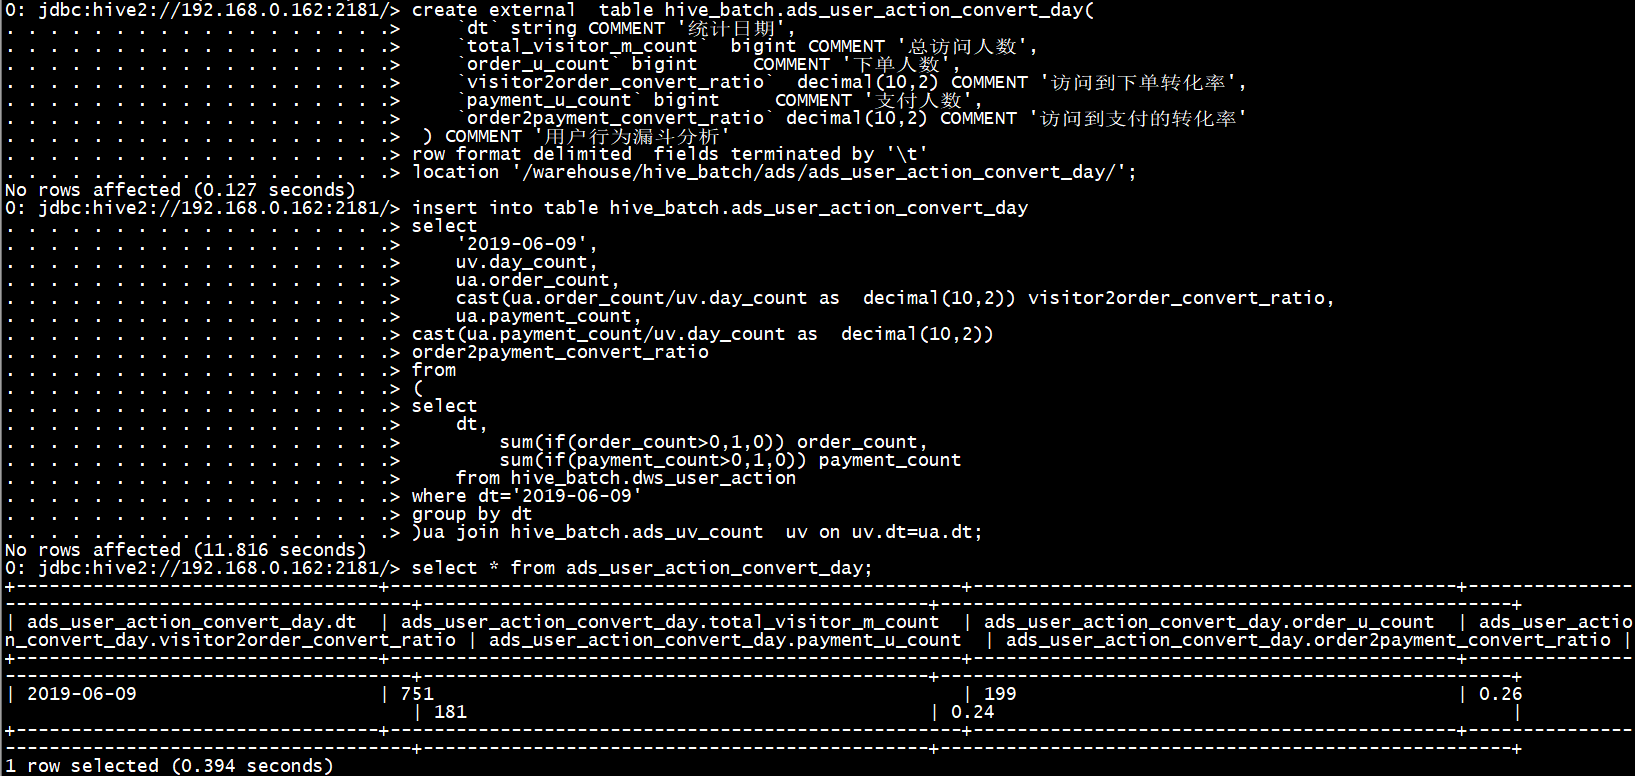 0: jdbc:hive2://192.168.0.162:2181/> create external  table hive_batch.ads_user_action_convert_day(
. . . . . . . . . . . . . . . . . .>     `dt` string COMMENT '统计日期',
. . . . . . . . . . . . . . . . . .>     `total_visitor_m_count`  bigint COMMENT '总访问人数',
. . . . . . . . . . . . . . . . . .>     `order_u_count` bigint     COMMENT '下单人数',
. . . . . . . . . . . . . . . . . .>     `visitor2order_convert_ratio`  decimal(10,2) COMMENT '访问到下单转化率',
. . . . . . . . . . . . . . . . . .>     `payment_u_count` bigint     COMMENT '支付人数',
. . . . . . . . . . . . . . . . . .>     `order2payment_convert_ratio` decimal(10,2) COMMENT '访问到支付的转化率'
. . . . . . . . . . . . . . . . . .>  ) COMMENT '用户行为漏斗分析'
. . . . . . . . . . . . . . . . . .> row format delimited  fields terminated by '\t'
. . . . . . . . . . . . . . . . . .> location '/warehouse/hive_batch/ads/ads_user_action_convert_day/';
No rows affected (0.127 seconds)
0: jdbc:hive2://192.168.0.162:2181/> insert into table hive_batch.ads_user_action_convert_day
. . . . . . . . . . . . . . . . . .> select
. . . . . . . . . . . . . . . . . .>     '2019-06-09',
. . . . . . . . . . . . . . . . . .>     uv.day_count,
. . . . . . . . . . . . . . . . . .>     ua.order_count,
. . . . . . . . . . . . . . . . . .>     cast(ua.order_count/uv.day_count as  decimal(10,2)) visitor2order_convert_ratio,
. . . . . . . . . . . . . . . . . .>     ua.payment_count,
. . . . . . . . . . . . . . . . . .> cast(ua.payment_count/uv.day_count as  decimal(10,2))
. . . . . . . . . . . . . . . . . .> order2payment_convert_ratio
. . . . . . . . . . . . . . . . . .> from
. . . . . . . . . . . . . . . . . .> (
. . . . . . . . . . . . . . . . . .> select
. . . . . . . . . . . . . . . . . .>     dt,
. . . . . . . . . . . . . . . . . .>         sum(if(order_count>0,1,0)) order_count,
. . . . . . . . . . . . . . . . . .>         sum(if(payment_count>0,1,0)) payment_count
. . . . . . . . . . . . . . . . . .>     from hive_batch.dws_user_action
. . . . . . . . . . . . . . . . . .> where dt='2019-06-09'
. . . . . . . . . . . . . . . . . .> group by dt
. . . . . . . . . . . . . . . . . .> )ua join hive_batch.ads_uv_count  uv on uv.dt=ua.dt;
No rows affected (11.816 seconds)
0: jdbc:hive2://192.168.0.162:2181/> select * from ads_user_action_convert_day;
| ads_user_action_convert_day.dt  | ads_user_action_convert_day.total_visitor_m_count  | ads_user_action_convert_day.order_u_count  | ads_user_actio
n_convert_day.visitor2order_convert_ratio | ads_user_action_convert_day.payment_u_count  | ads_user_action_convert_day.order2payment_convert_ratio |
| 2019-06-09                      | 751                                                | 199                                        | 0.26
                                     | 181                                          | 0.24                                                |
1 row selected (0.394 seconds)